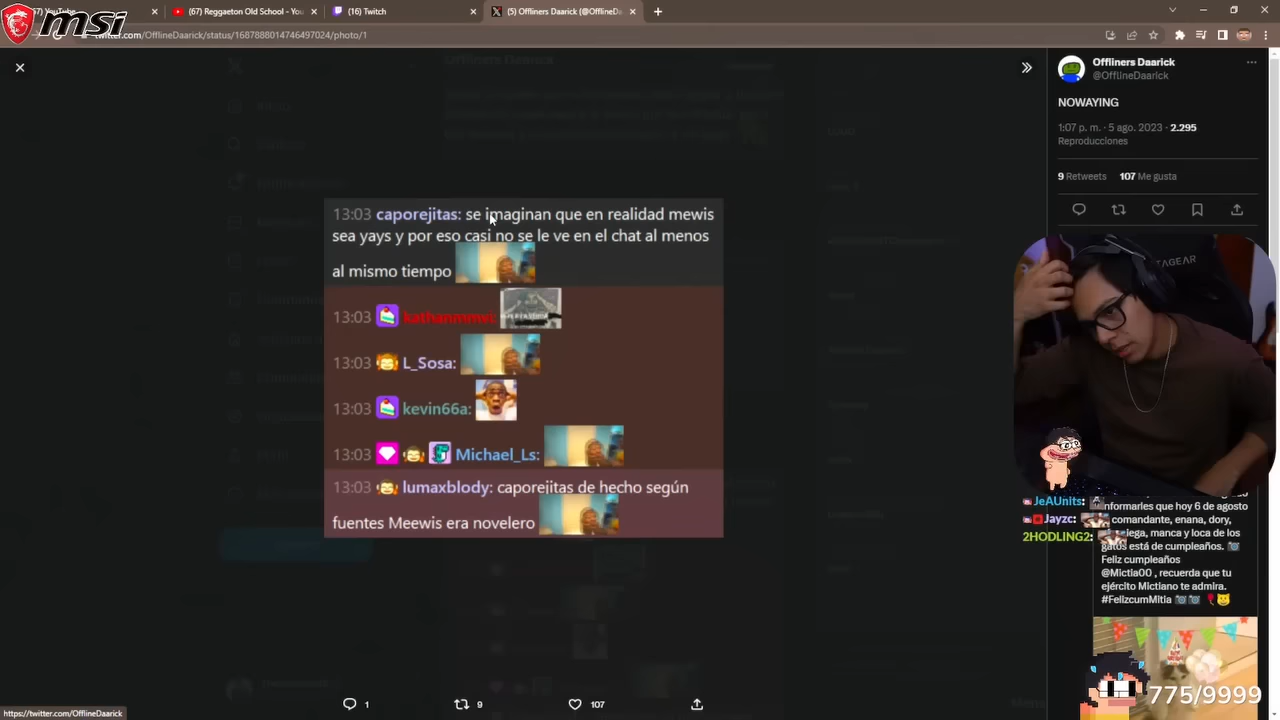 msi
(67) YouTube
(67) Reggaeton Old School - You
(16) Twitch
(5) Offliners Daarick (@OfflineD
twitter.com/OfflineDaarick/status/1687888014746497024/photo/1
Offliners Daarick
@OfflineDaarick
NOWAYING
1:07 p. m. · 5 ago. 2023 · 2.295
Reproducciones
9 Retweets 107 Me gusta
13:03 caporejitas: se imaginan que en realidad mewis
sea yays y por eso casi no se le ve en el chat al menos
al mismo tiempo
13:03 kathanmmxi:
13:03 L_Sosa:
13:03 kevin66a:
13:03 Michael_Ls:
13:03 lumaxblody: caporejitas de hecho según
fuentes Meewis era novelero
JeAUnits:
Jayzc:
2HODLING2:
informarles que hoy 6 de agosto
comandante, enana, dory,
manca y loca de los
gatos está de cumpleaños.
Feliz cumpleaños
@Mictia00 , recuerda que tu
ejército Mictiano te admira.
#FelizcumMitia
1
9
107
775/9999
https://twitter.com/OfflineDaarick